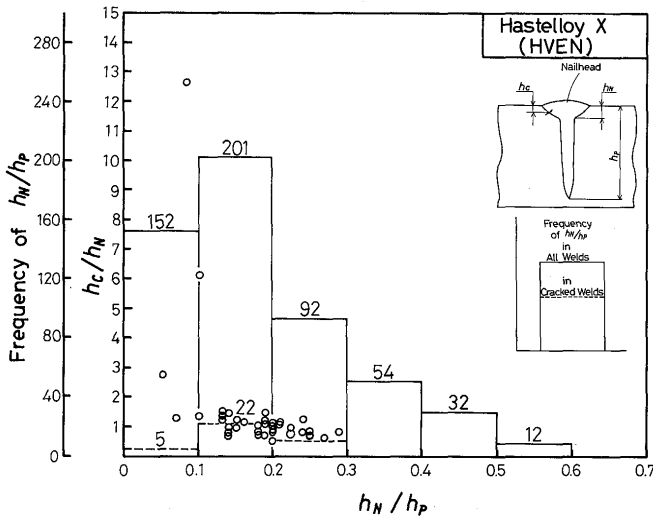 Hastelloy X
(HVEN)
Nailhead
hc
hN
hP
Frequency
of hN/hP
in
All Welds
in
Cracked Welds
Frequency of hN/hP
280
240
200
160
120
80
40
0
hC/hN
15
14
13
12
11
10
9
8
7
6
5
4
3
2
1
0
152
201
92
54
32
12
5
22
0.1
0.2
0.3
0.4
0.5
0.6
0.7
hN/hP